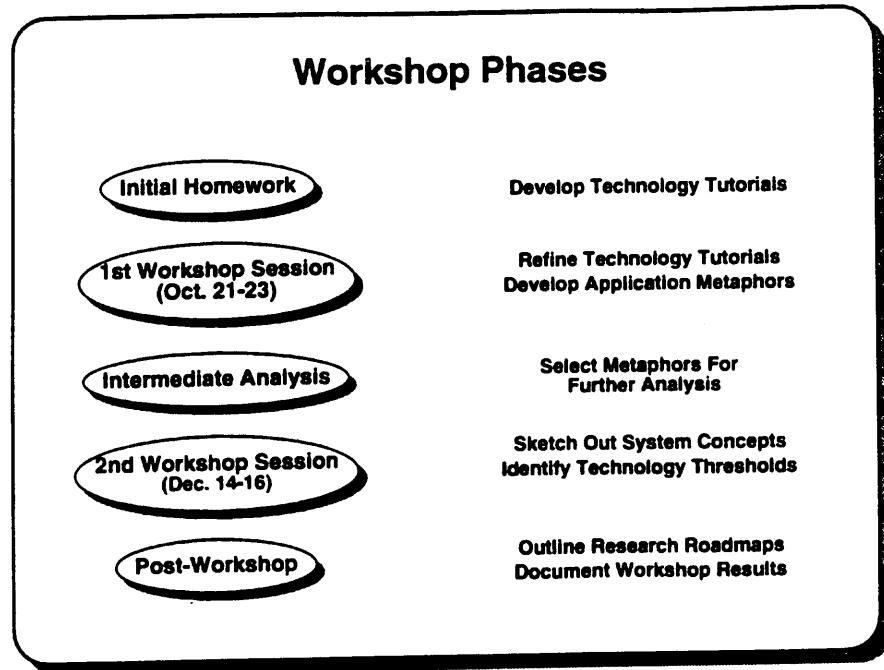 Workshop Phases
Initial Homework
Develop Technology Tutorials
1st Workshop Session
(Oct. 21-23)
Refine Technology Tutorials
Develop Application Metaphors
Intermediate Analysis
Select Metaphors For
Further Analysis
2nd Workshop Session
(Dec. 14-16)
Sketch Out System Concepts
Identify Technology Thresholds
Post-Workshop
Outline Research Roadmaps
Document Workshop Results